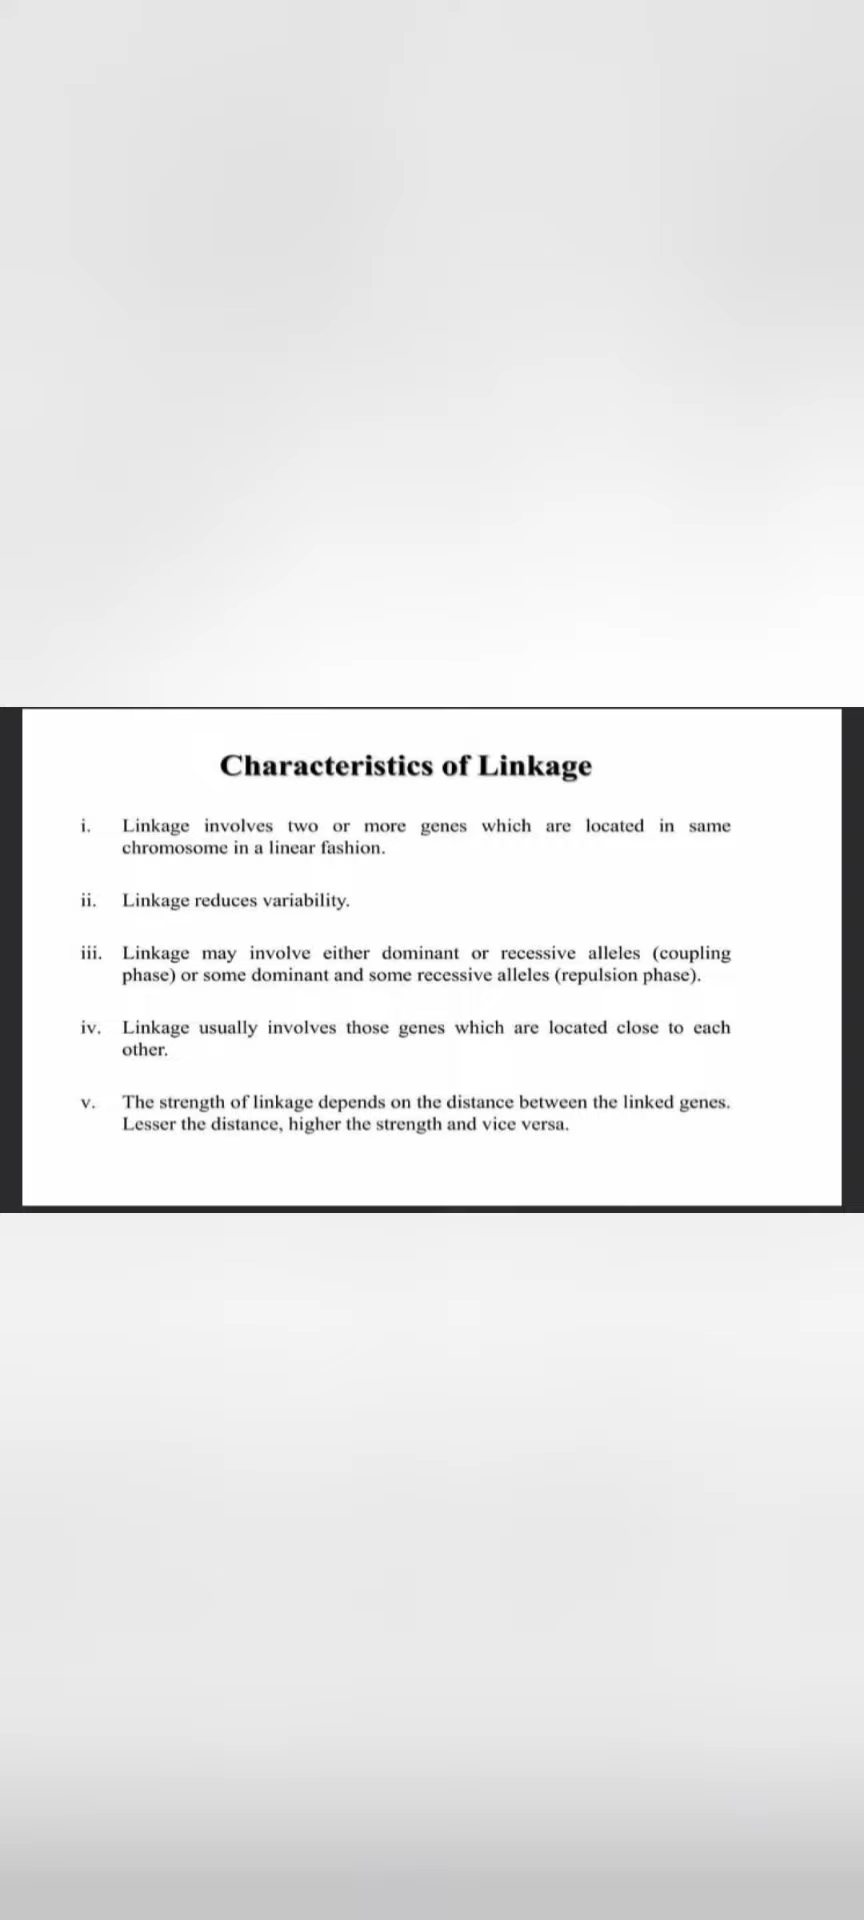 Characteristics of Linkage
i. Linkage involves two or more genes which are located in same
chromosome in a linear fashion.
ii. Linkage reduces variability.
iii. Linkage may involve either dominant or recessive alleles (coupling
phase) or some dominant and some recessive alleles (repulsion phase).
iv. Linkage usually involves those genes which are located close to each
other.
v. The strength of linkage depends on the distance between the linked genes.
Lesser the distance, higher the strength and vice versa.